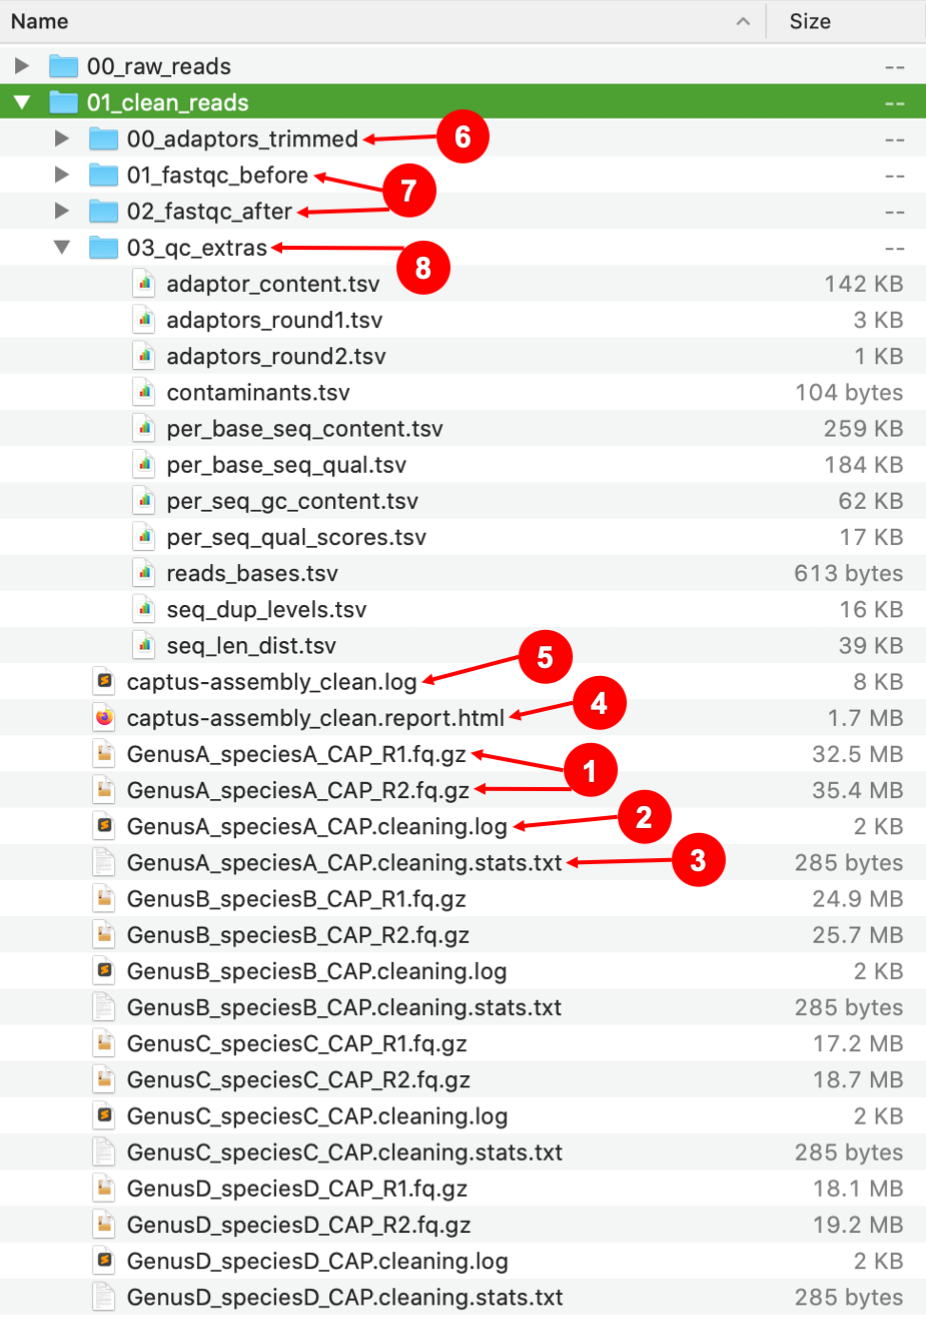 Name Size
00_raw_reads --
01_clean_reads --
00_adaptors_trimmed 6 --
01_fastqc_before 7 --
02_fastqc_after --
03_qc_extras 8 --
adaptor_content.tsv 142 KB
adaptors_round1.tsv 3 KB
adaptors_round2.tsv 1 KB
contaminants.tsv 104 bytes
per_base_seq_content.tsv 259 KB
per_base_seq_qual.tsv 184 KB
per_seq_gc_content.tsv 62 KB
per_seq_qual_scores.tsv 17 KB
reads_bases.tsv 613 bytes
seq_dup_levels.tsv 16 KB
seq_len_dist.tsv 39 KB
captus-assembly_clean.log 5 8 KB
captus-assembly_clean.report.html 4 1.7 MB
GenusA_speciesA_CAP_R1.fq.gz 1 32.5 MB
GenusA_speciesA_CAP_R2.fq.gz 35.4 MB
GenusA_speciesA_CAP.cleaning.log 2 2 KB
GenusA_speciesA_CAP.cleaning.stats.txt 3 285 bytes
GenusB_speciesB_CAP_R1.fq.gz 24.9 MB
GenusB_speciesB_CAP_R2.fq.gz 25.7 MB
GenusB_speciesB_CAP.cleaning.log 2 KB
GenusB_speciesB_CAP.cleaning.stats.txt 285 bytes
GenusC_speciesC_CAP_R1.fq.gz 17.2 MB
GenusC_speciesC_CAP_R2.fq.gz 18.7 MB
GenusC_speciesC_CAP.cleaning.log 2 KB
GenusC_speciesC_CAP.cleaning.stats.txt 285 bytes
GenusD_speciesD_CAP_R1.fq.gz 18.1 MB
GenusD_speciesD_CAP_R2.fq.gz 19.2 MB
GenusD_speciesD_CAP.cleaning.log 2 KB
GenusD_speciesD_CAP.cleaning.stats.txt 285 bytes